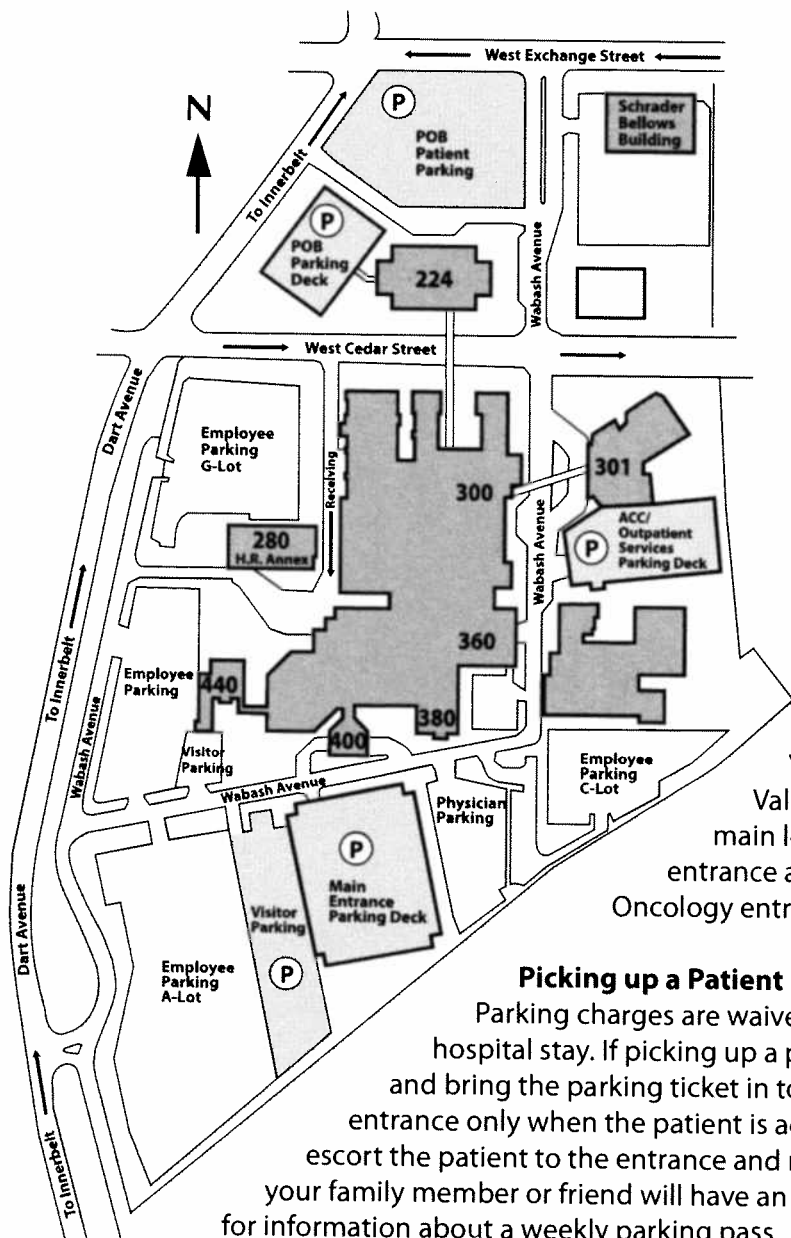 West Exchange Street
N
P
POB
Patient
Parking
Schrader
Bellows
Building
To Innerbelt
P
POB
Parking
Deck
224
Wabash Avenue
West Cedar Street
Dart Avenue
Employee
Parking
G-Lot
Receiving
300
301
280
H.R. Annex
Wabash Avenue
P
ACC/
Outpatient
Services
Parking Deck
To Innerbelt
Employee
Parking
440
360
380
400
Wabash Avenue
Visitor
Parking
Wabash Avenue
Physician
Parking
Employee
Parking
C-Lot
P
Main
Entrance
Parking Deck
Visitor
Parking
P
Dart Avenue
Employee
Parking
A-Lot
To Innerbelt
Val
main l
entrance a
Oncology entr
Picking up a Patient
Parking charges are waive
hospital stay. If picking up a p
and bring the parking ticket in to
entrance only when the patient is a
escort the patient to the entrance and
your family member or friend will have an
for information about a weekly parking pass